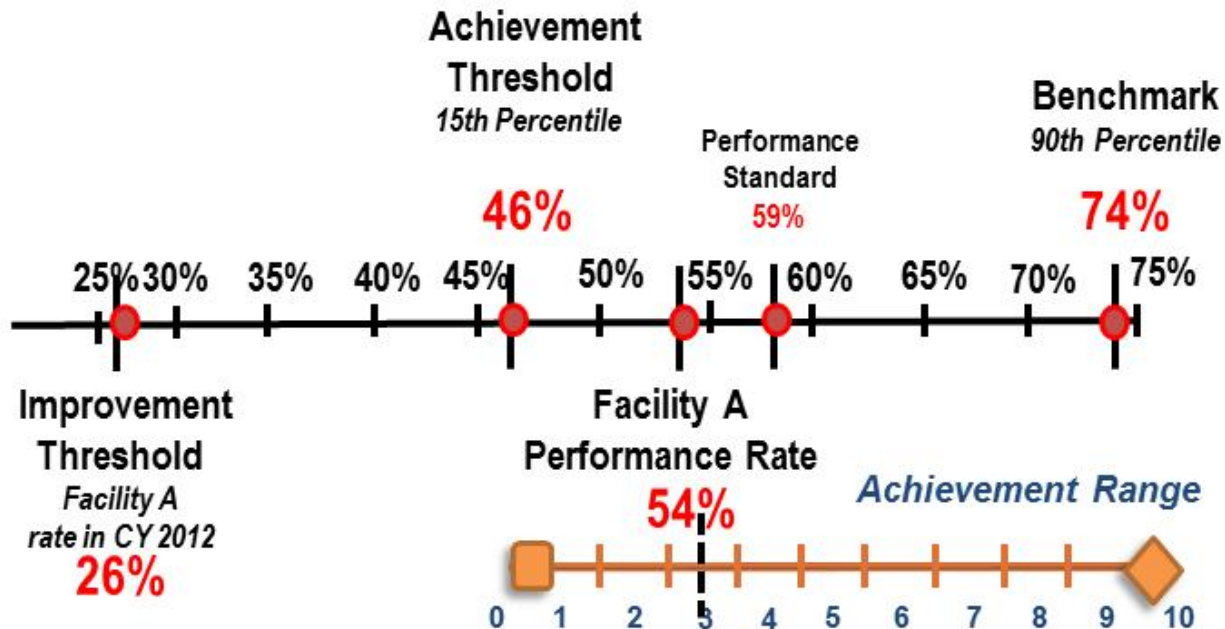 Achievement
Threshold
15th Percentile
46%
Performance
Standard
59%
Benchmark
90th Percentile
74%
25% 30% 35% 40% 45% 50% 55% 60% 65% 70% 75%
Improvement
Threshold
Facility A
rate in CY 2012
26%
Facility A
Performance Rate
54%
Achievement Range
0 1 2 3 4 5 6 7 8 9 10